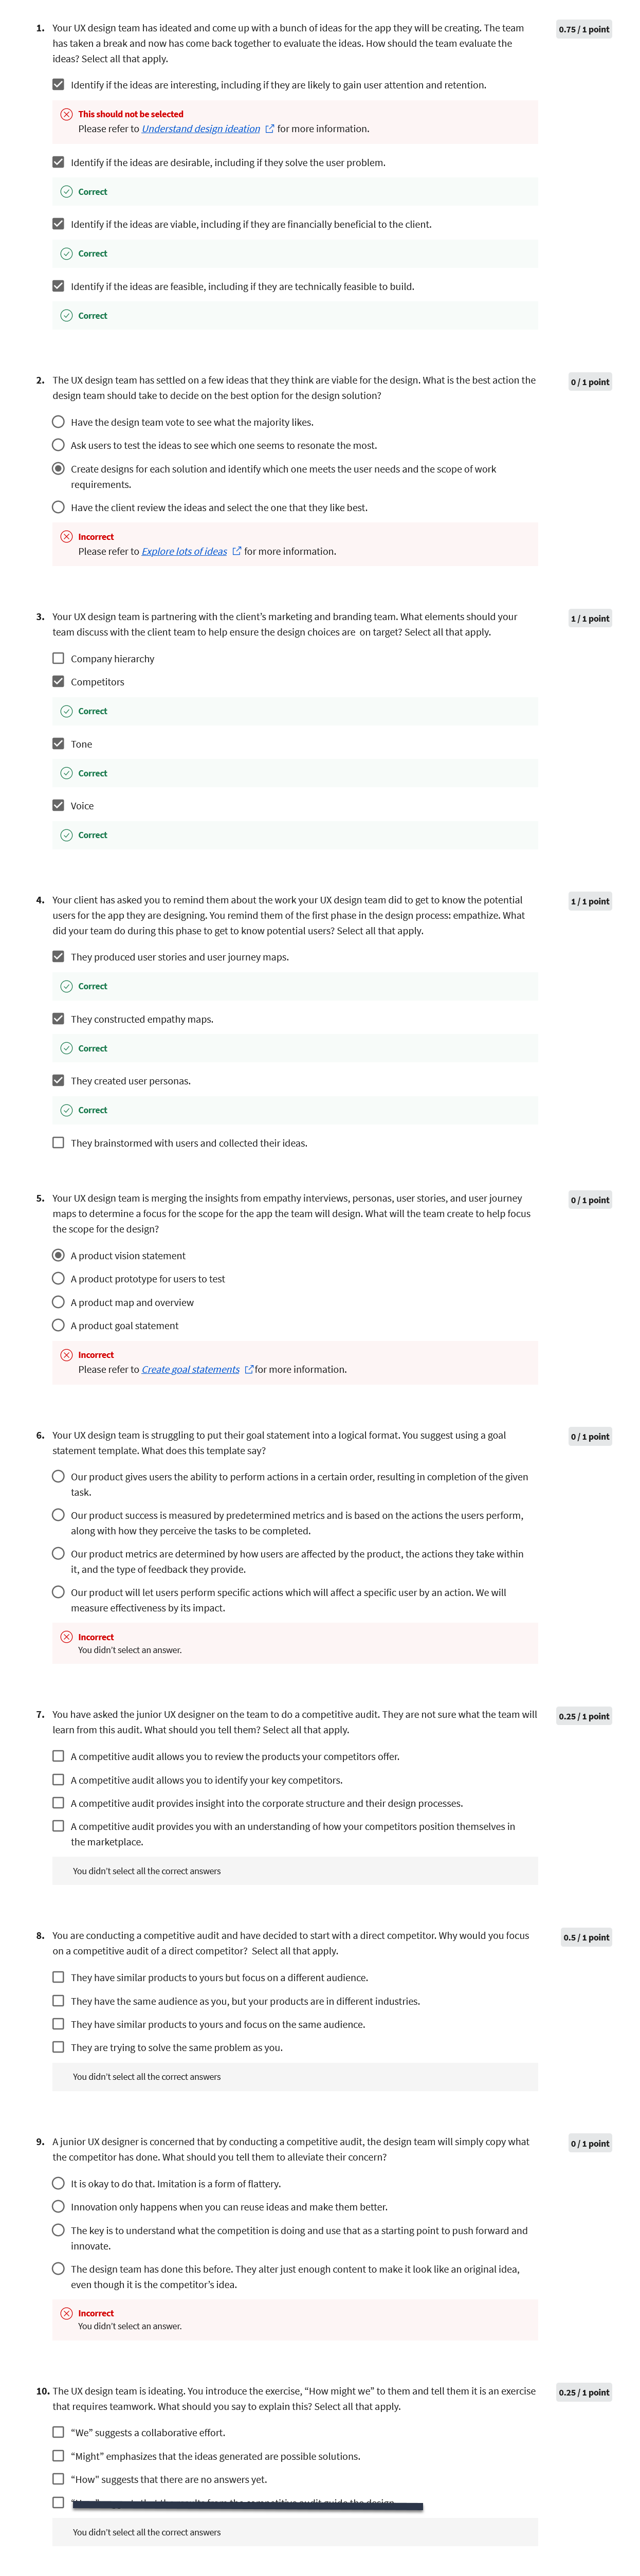 1. Your UX design team has ideated and come up with a bunch of ideas for the app they will be creating. The team
0.75 / 1 point
has taken a break and now has come back together to evaluate the ideas. How should the team evaluate the
ideas? Select all that apply.
Identify if the ideas are interesting, including if they are likely to gain user attention and retention.
This should not be selected
Please refer to Understand design ideation for more information.
Identify if the ideas are desirable, including if they solve the user problem.
Correct
Identify if the ideas are viable, including if they are financially beneficial to the client.
Correct
Identify if the ideas are feasible, including if they are technically feasible to build.
Correct
2. The UX design team has settled on a few ideas that they think are viable for the design. What is the best action the
0 / 1 point
design team should take to decide on the best option for the design solution?
Have the design team vote to see what the majority likes.
Ask users to test the ideas to see which one seems to resonate the most.
Create designs for each solution and identify which one meets the user needs and the scope of work
requirements.
Have the client review the ideas and select the one that they like best.
Incorrect
Please refer to Explore lots of ideas for more information.
3. Your UX design team is partnering with the client's marketing and branding team. What elements should your
1 / 1 point
team discuss with the client team to help ensure the design choices are on target? Select all that apply.
Company hierarchy
Competitors
Correct
Tone
Correct
Voice
Correct
4. Your client has asked you to remind them about the work your UX design team did to get to know the potential
1 / 1 point
users for the app they are designing. You remind them of the first phase in the design process: empathize. What
did your team do during this phase to get to know potential users? Select all that apply.
They produced user stories and user journey maps.
Correct
They constructed empathy maps.
Correct
They created user personas.
Correct
They brainstormed with users and collected their ideas.
5. Your UX design team is merging the insights from empathy interviews, personas, user stories, and user journey
0 / 1 point
maps to determine a focus for the scope for the app the team will design. What will the team create to help focus
the scope for the design?
A product vision statement
A product prototype for users to test
A product map and overview
A product goal statement
Incorrect
Please refer to Create goal statements for more information.
6. Your UX design team is struggling to put their goal statement into a logical format. You suggest using a goal
0 / 1 point
statement template. What does this template say?
Our product gives users the ability to perform actions in a certain order, resulting in completion of the given
task.
Our product success is measured by predetermined metrics and is based on the actions the users perform,
along with how they perceive the tasks to be completed.
Our product metrics are determined by how users are affected by the product, the actions they take within
it, and the type of feedback they provide.
Our product will let users perform specific actions which will affect a specific user by an action. We will
measure effectiveness by its impact.
Incorrect
You didn't select an answer.
7. You have asked the junior UX designer on the team to do a competitive audit. They are not sure what the team will
0.25 / 1 point
learn from this audit. What should you tell them? Select all that apply.
A competitive audit allows you to review the products your competitors offer.
A competitive audit allows you to identify your key competitors.
A competitive audit provides insight into the corporate structure and their design processes.
A competitive audit provides you with an understanding of how your competitors position themselves in
the marketplace.
You didn't select all the correct answers
8. You are conducting a competitive audit and have decided to start with a direct competitor. Why would you focus
0.5 / 1 point
on a competitive audit of a direct competitor? Select all that apply.
They have similar products to yours but focus on a different audience.
They have the same audience as you, but your products are in different industries.
They have similar products to yours and focus on the same audience.
They are trying to solve the same problem as you.
You didn't select all the correct answers
9. A junior UX designer is concerned that by conducting a competitive audit, the design team will simply copy what
0 / 1 point
the competitor has done. What should you tell them to alleviate their concern?
It is okay to do that. Imitation is a form of flattery.
Innovation only happens when you can reuse ideas and make them better.
The key is to understand what the competition is doing and use that as a starting point to push forward and
innovate.
The design team has done this before. They alter just enough content to make it look like an original idea,
even though it is the competitor's idea.
Incorrect
You didn't select an answer.
10. The UX design team is ideating. You introduce the exercise, "How might we" to them and tell them it is an exercise
0.25 / 1 point
that requires teamwork. What should you say to explain this? Select all that apply.
"We" suggests a collaborative effort.
"Might" emphasizes that the ideas generated are possible solutions.
"How" suggests that there are no answers yet.
You didn't select all the correct answers